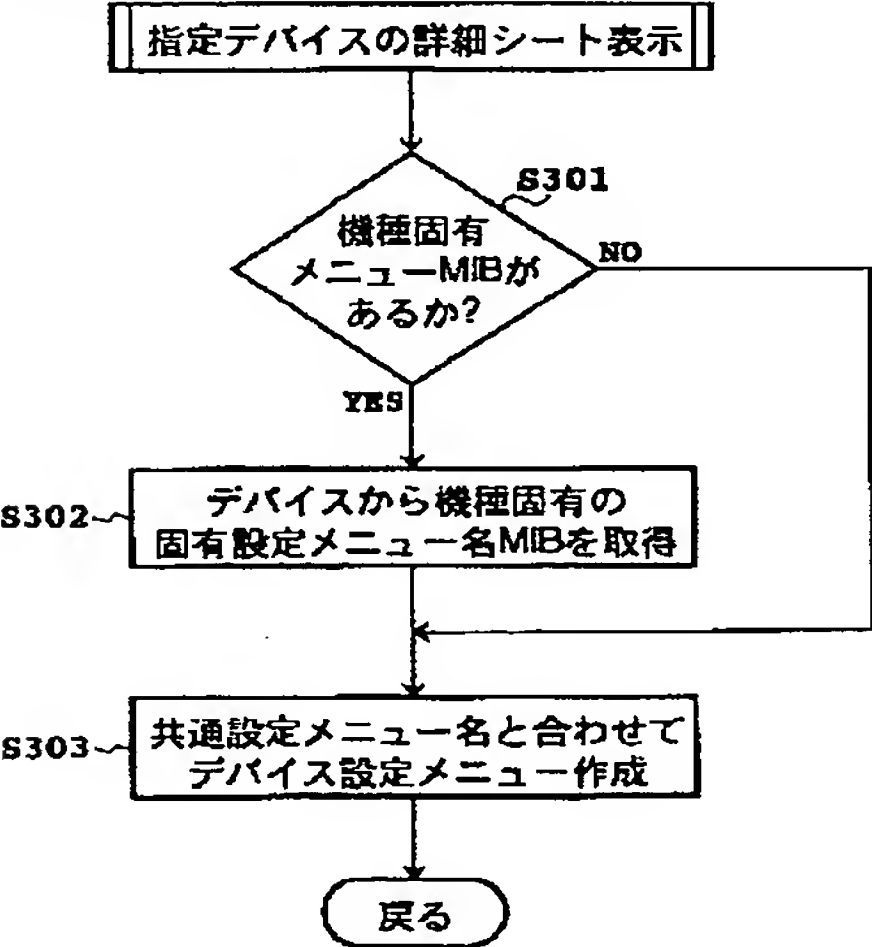 指定デバイスの詳細シート表示
S301
機種固有
メニューMIBが
あるか?
NO
YES
S302
デバイスから機種固有の
固有設定メニュー名MIBを取得
S303
共通設定メニュー名と合わせて
デバイス設定メニュー作成
戻る